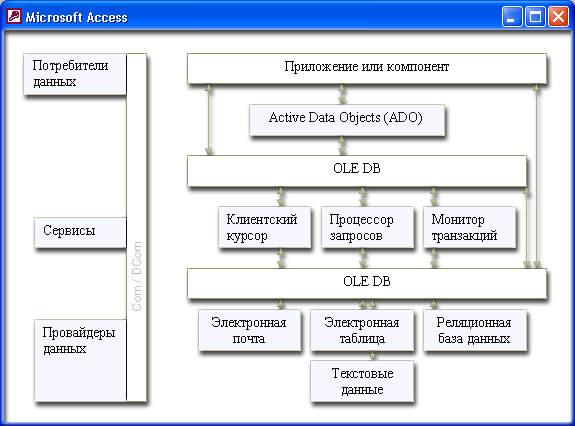 Microsoft Access
Потребители
данных
Приложение или компонент
Active Data Objects (ADO)
OLE DB
Сервисы
Клиентский
курсор
Процессор
запросов
Монитор
транзакций
Com / DCom
OLE DB
Провайдеры
данных
Электронная
почта
Электронная
таблица
Реляционная
база данных
Текстовые
данные